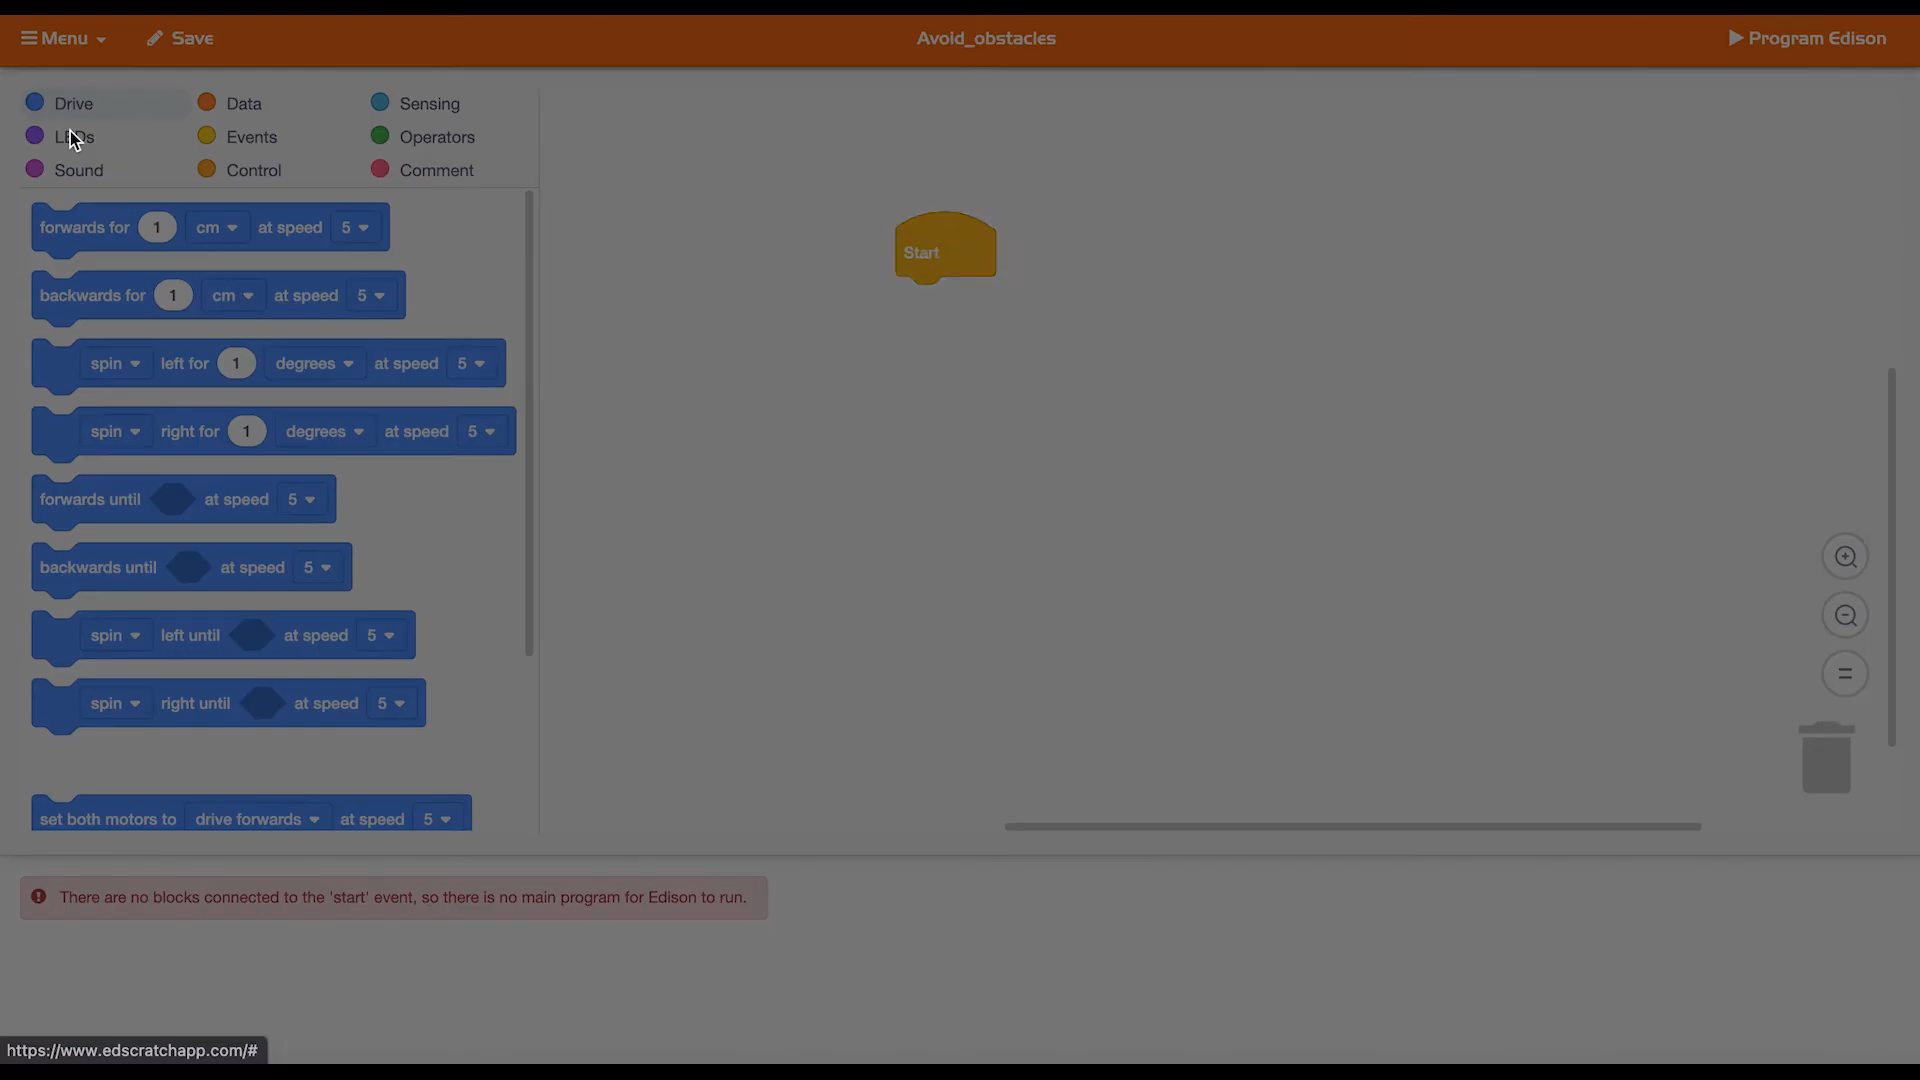 Menu Save Avoid_obstacles Program Edison
Drive Data Sensing
LEDs Events Operators
Sound Control Comment
forwards for 1 cm at speed 5
backwards for 1 cm at speed 5
spin left for 1 degrees at speed 5
spin right for 1 degrees at speed 5
forwards until at speed 5
backwards until at speed 5
spin left until at speed 5
spin right until at speed 5
set both motors to drive forwards at speed 5
Start
There are no blocks connected to the 'start' event, so there is no main program for Edison to run.
https://www.edscratchapp.com/#